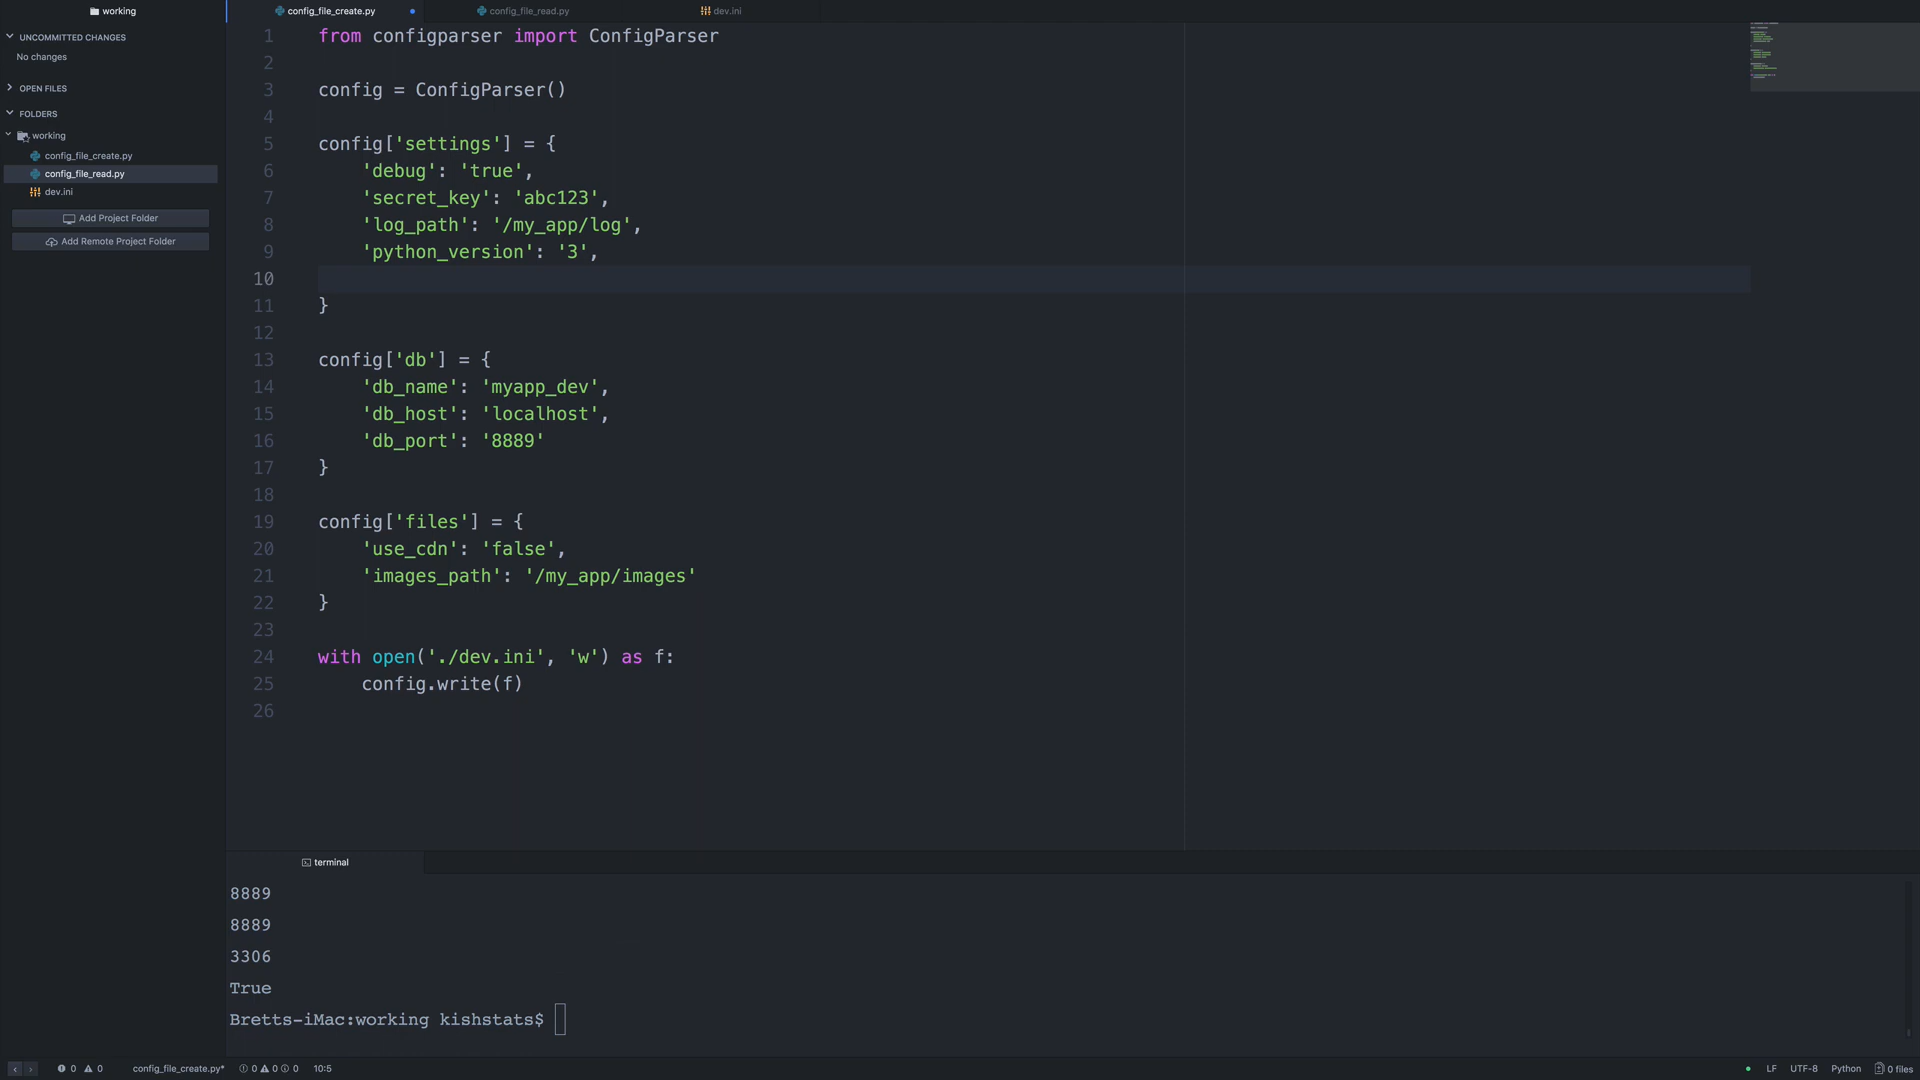 working
config_file_create.py
config_file_read.py
dev.ini
UNCOMMITTED CHANGES
No changes
OPEN FILES
FOLDERS
working
config_file_create.py
config_file_read.py
dev.ini
Add Project Folder
Add Remote Project Folder
1 from configparser import ConfigParser
2
3 config = ConfigParser()
4
5 config['settings'] = {
6 'debug': 'true',
7 'secret_key': 'abc123',
8 'log_path': '/my_app/log',
9 'python_version': '3',
10
11 }
12
13 config['db'] = {
14 'db_name': 'myapp_dev',
15 'db_host': 'localhost',
16 'db_port': '8889'
17 }
18
19 config['files'] = {
20 'use_cdn': 'false',
21 'images_path': '/my_app/images'
22 }
23
24 with open('./dev.ini', 'w') as f:
25 config.write(f)
26
terminal
8889
8889
3306
True
Bretts-iMac:working kishstats$
0 0 config_file_create.py* 0 0 0 10:5 LF UTF-8 Python 0 files